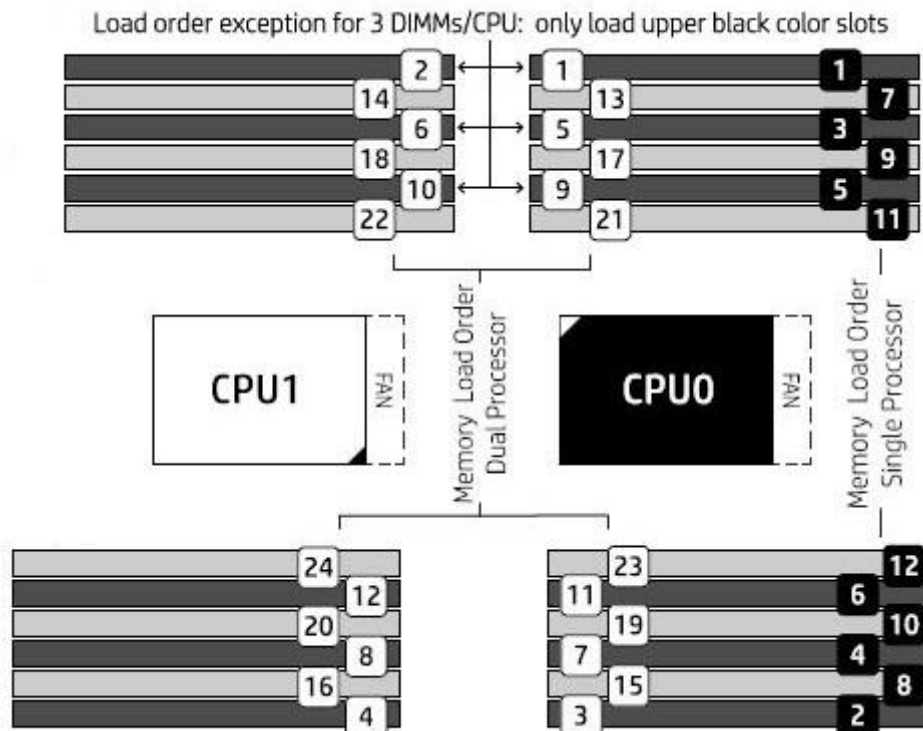 Load order exception for 3 DIMMs/CPU: only load upper black color slots
2 1 1
14 13 7
6 5 3
18 17 9
10 9 5
22 21 11
CPU1
FAN
Memory Load Order
Dual Processor
CPU0
FAN
Memory Load Order
Single Processor
24 23 12
12 11 6
20 19 10
8 7 4
16 15 8
4 3 2